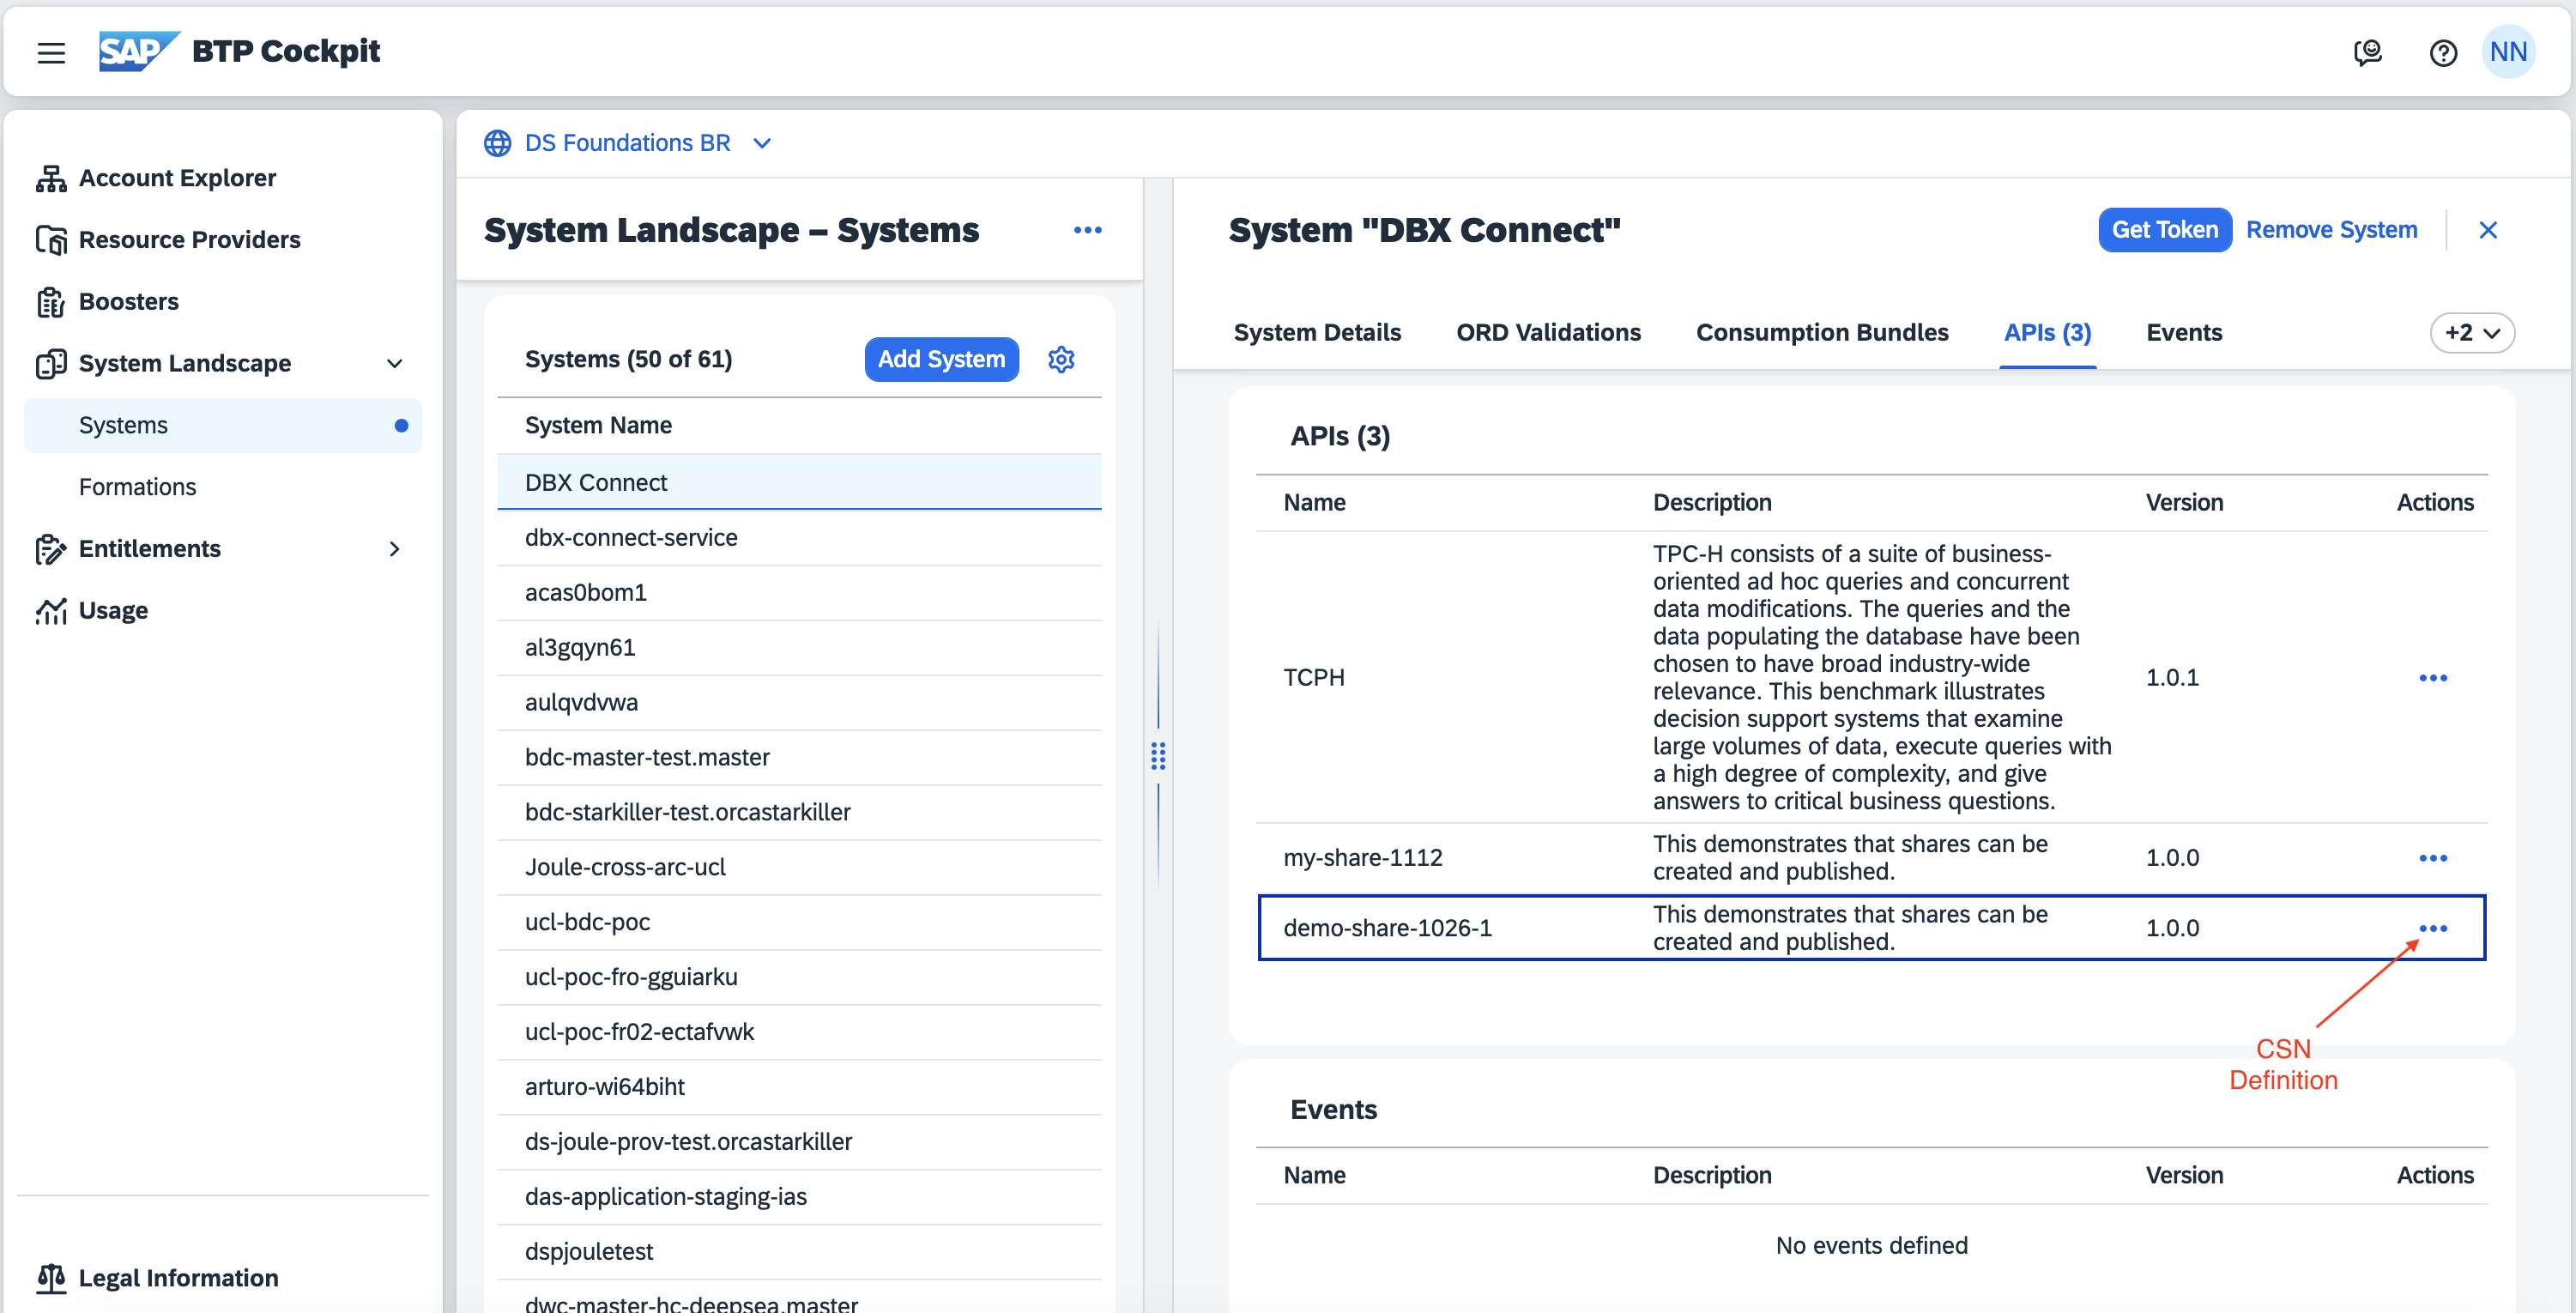 SAP BTP Cockpit
NN
Account Explorer
Resource Providers
Boosters
System Landscape
Systems
Formations
Entitlements
Usage
Legal Information
DS Foundations BR
System Landscape – Systems
Systems (50 of 61)
Add System
System Name
DBX Connect
dbx-connect-service
acas0bom1
al3gqyn61
aulqvdvwa
bdc-master-test.master
bdc-starkiller-test.orcastarkiller
Joule-cross-arc-ucl
ucl-bdc-poc
ucl-poc-fro-gguiarku
ucl-poc-fr02-ectafvwk
arturo-wi64biht
ds-joule-prov-test.orcastarkiller
das-application-staging-ias
dspjouletest
dwc-master-hc-deepsea.master
System "DBX Connect"
Get Token
Remove System
System Details
ORD Validations
Consumption Bundles
APIs (3)
Events
+2
APIs (3)
Name Description Version Actions
TCPH
TPC-H consists of a suite of business-
oriented ad hoc queries and concurrent
data modifications. The queries and the
data populating the database have been
chosen to have broad industry-wide
relevance. This benchmark illustrates
decision support systems that examine
large volumes of data, execute queries with
a high degree of complexity, and give
answers to critical business questions.
1.0.1
my-share-1112
This demonstrates that shares can be
created and published.
1.0.0
demo-share-1026-1
This demonstrates that shares can be
created and published.
1.0.0
CSN
Definition
Events
Name Description Version Actions
No events defined